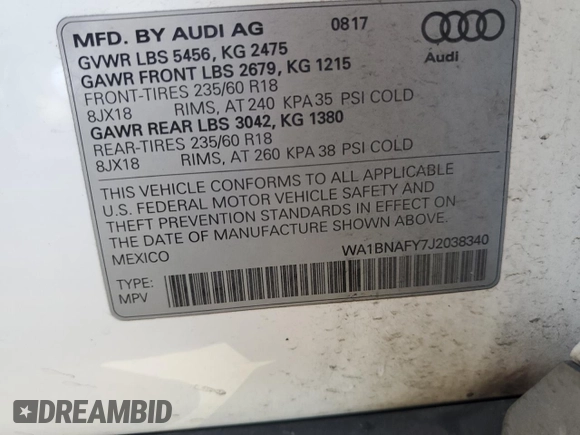 MFD. BY AUDI AG 0817
GVWR LBS 5456, KG 2475
GAWR FRONT LBS 2679, KG 1215
Audi
FRONT-TIRES 235/60 R18
8JX18 RIMS, AT 240 KPA 35 PSI COLD
GAWR REAR LBS 3042, KG 1380
REAR-TIRES 235/60 R18
8JX18 RIMS, AT 260 KPA 38 PSI COLD
THIS VEHICLE CONFORMS TO ALL APPLICABLE
U.S. FEDERAL MOTOR VEHICLE SAFETY AND
THEFT PREVENTION STANDARDS IN EFFECT ON
THE DATE OF MANUFACTURE SHOWN ABOVE.
MEXICO WA1BNAFY7J2038340
TYPE:
MPV
DREAMBID